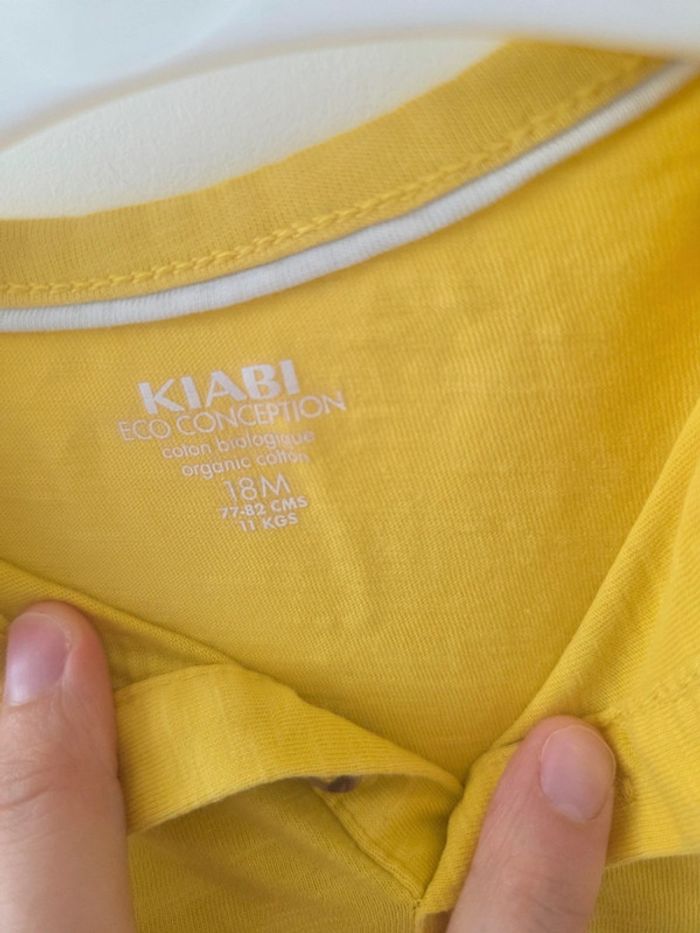 KIABI
ECO CONCEPTION
coton biologique
organic cotton
18M
77-82 CMS
11 KGS